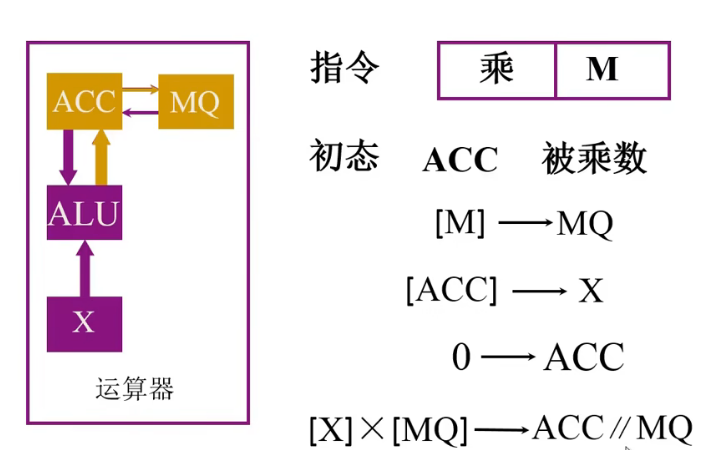 ACC MQ
ALU
X
运算器
指令 乘 M
初态 ACC 被乘数
[M] → MQ
[ACC] → X
0 → ACC
[X]×[MQ] → ACC//MQ